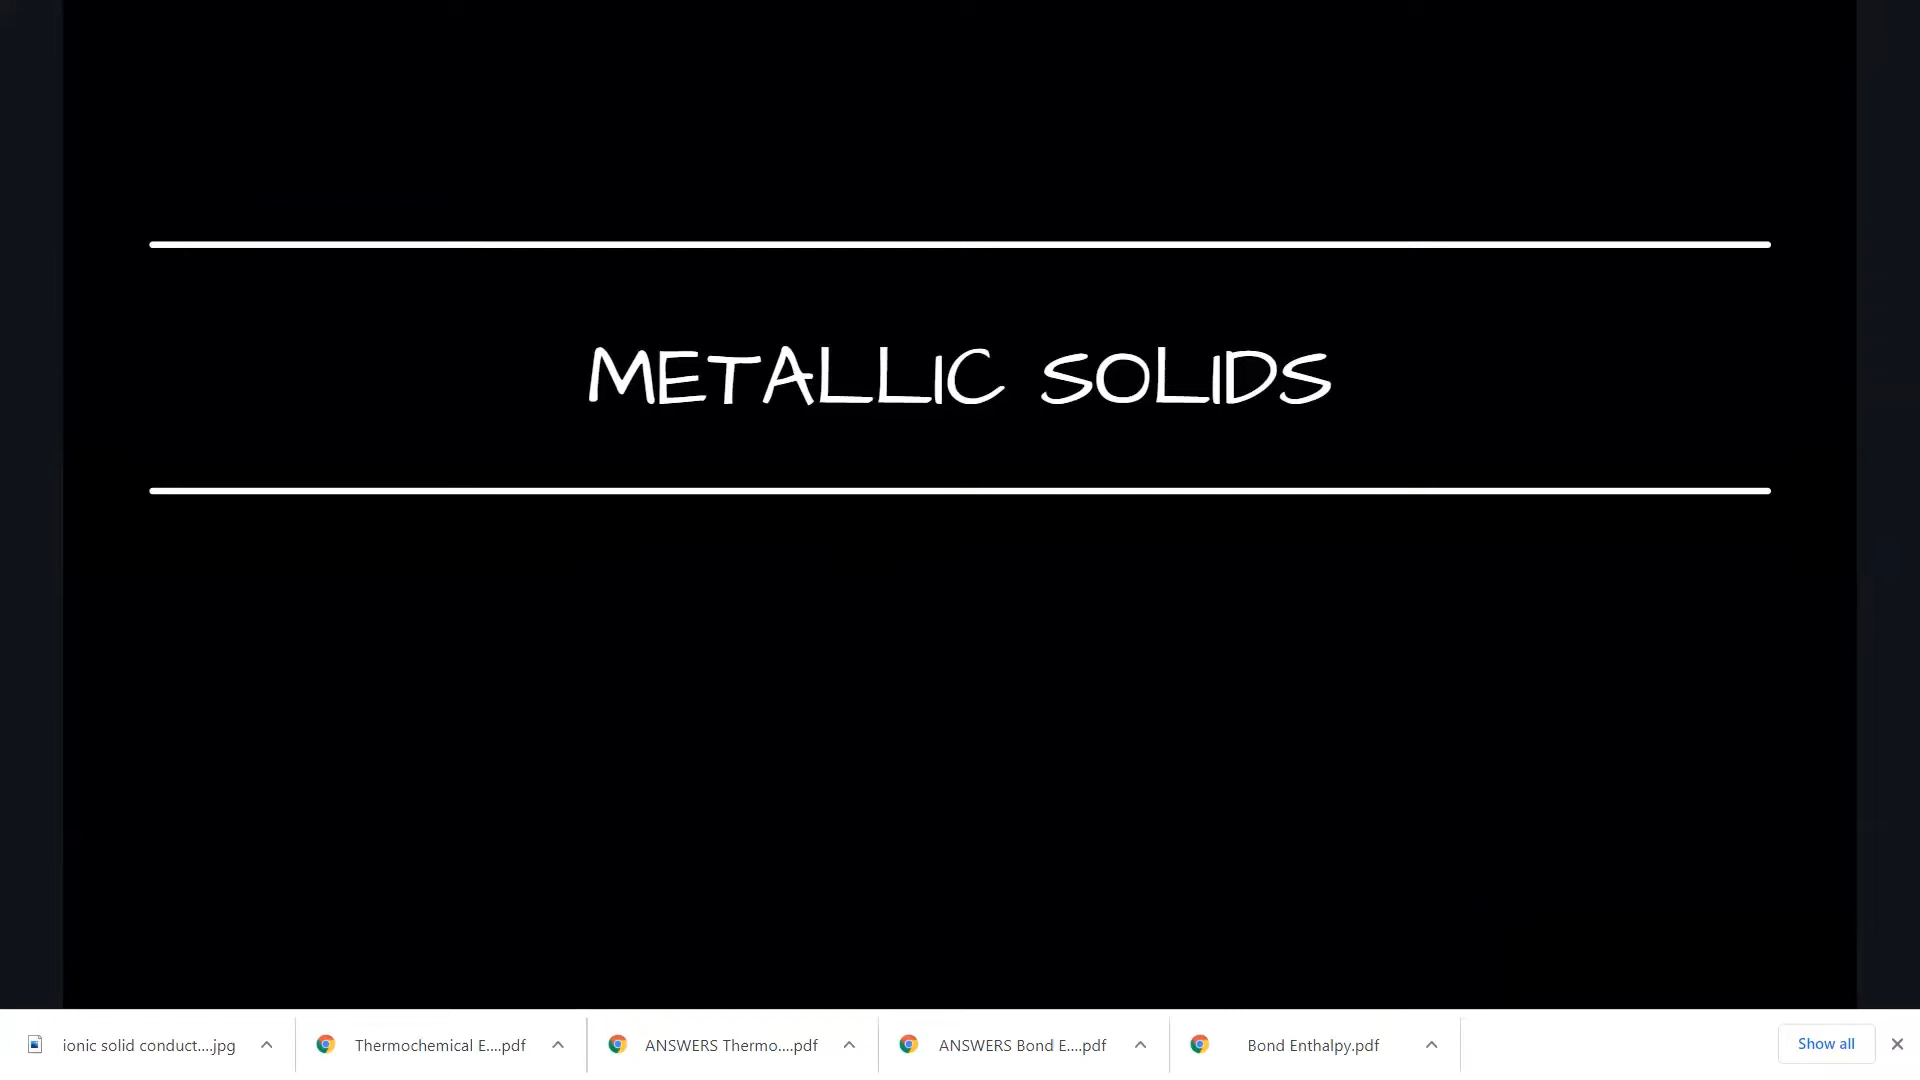 METALLIC SOLIDS
ionic solid conduct....jpg
Thermochemical E....pdf
ANSWERS Thermo....pdf
ANSWERS Bond E....pdf
Bond Enthalpy.pdf
Show all